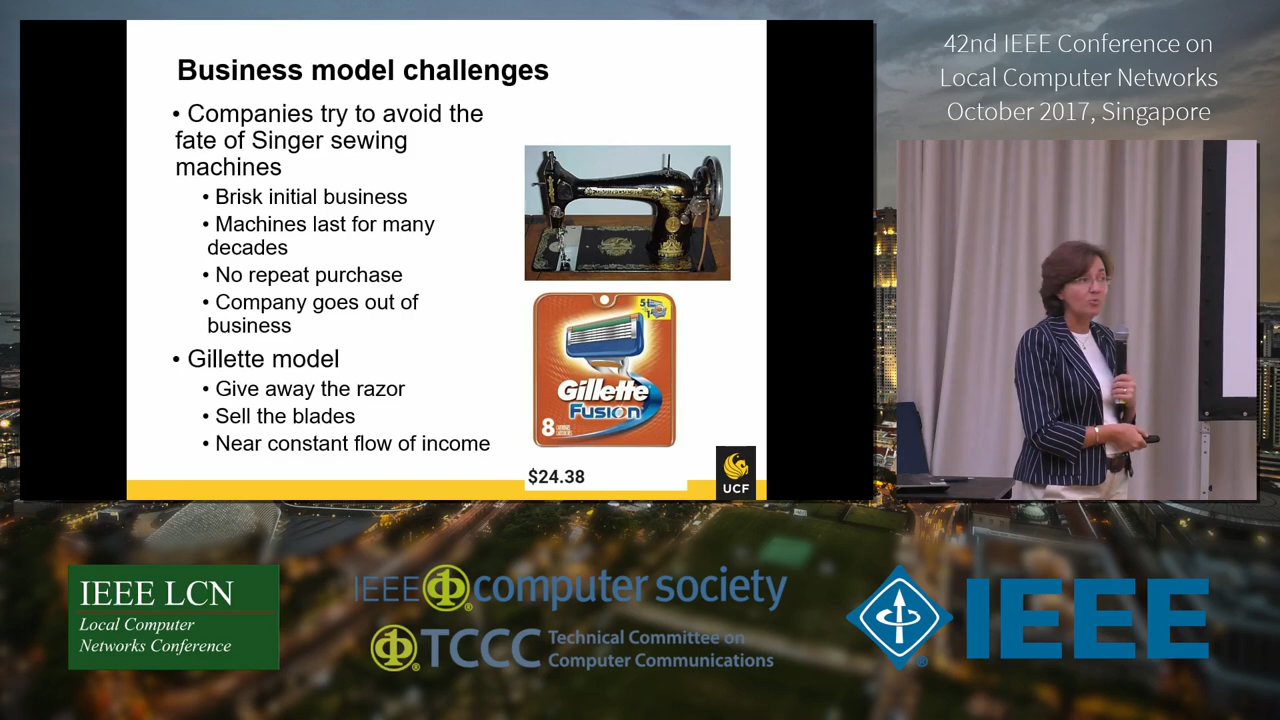 42nd IEEE Conference on
Local Computer Networks
October 2017, Singapore
Business model challenges
• Companies try to avoid the
fate of Singer sewing
machines
• Brisk initial business
• Machines last for many
decades
• No repeat purchase
• Company goes out of
business
• Gillette model
• Give away the razor
• Sell the blades
• Near constant flow of income
Gillette
Fusion
8
$24.38
UCF
IEEE LCN
Local Computer
Networks Conference
IEEE computer society
TCCC Technical Committee on
Computer Communications
IEEE